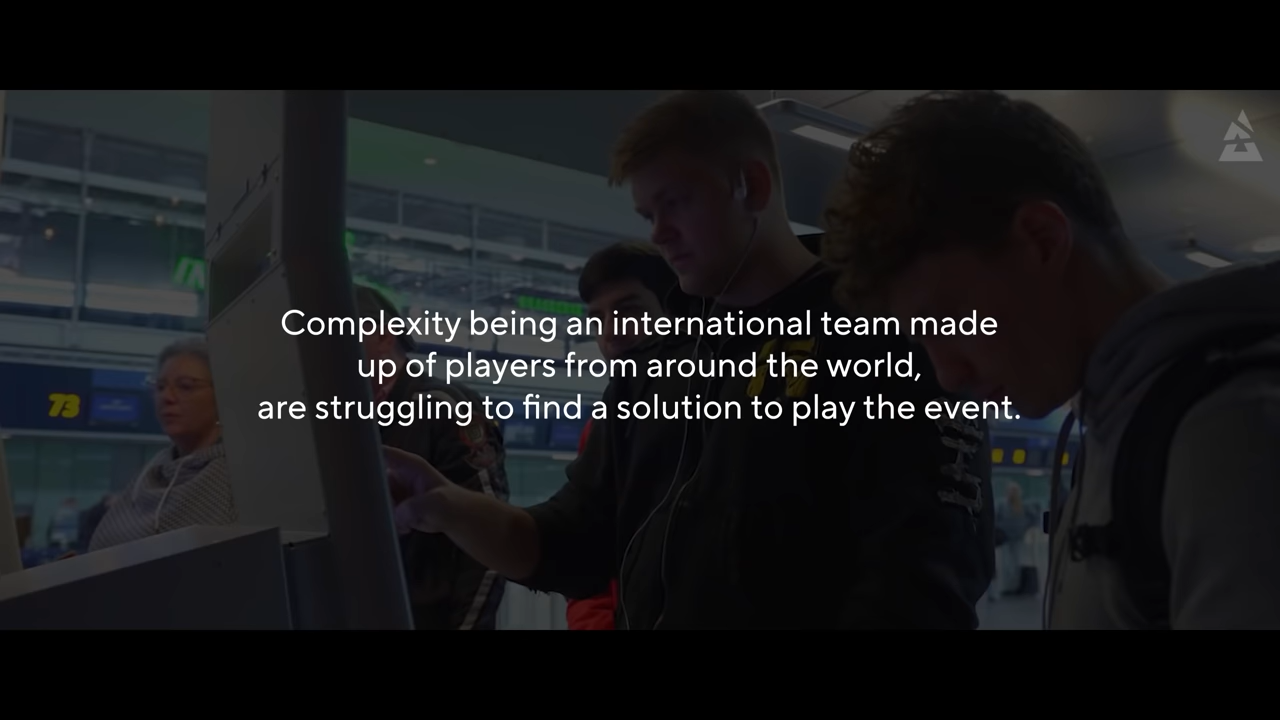 Complexity being an international team made
up of players from around the world,
are struggling to find a solution to play the event.
73